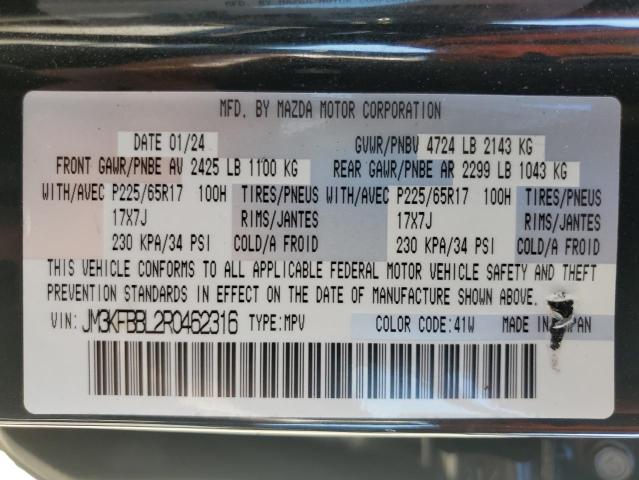 MFD. BY MAZDA MOTOR CORPORATION
DATE 01/24 GVWR/PNBV 4724 LB 2143 KG
FRONT GAWR/PNBE AV 2425 LB 1100 KG REAR GAWR/PNBE AR 2299 LB 1043 KG
WITH/AVEC P225/65R17 100H TIRES/PNEUS WITH/AVEC P225/65R17 100H TIRES/PNEUS
17X7J RIMS/JANTES 17X7J RIMS/JANTES
230 KPA/34 PSI COLD/A FROID 230 KPA/34 PSI COLD/A FROID
THIS VEHICLE CONFORMS TO ALL APPLICABLE FEDERAL MOTOR VEHICLE SAFETY AND THEFT
PREVENTION STANDARDS IN EFFECT ON THE DATE OF MANUFACTURE SHOWN ABOVE.
VIN: JM3KFBBL2R0462316 TYPE:MPV COLOR CODE:41W MADE IN